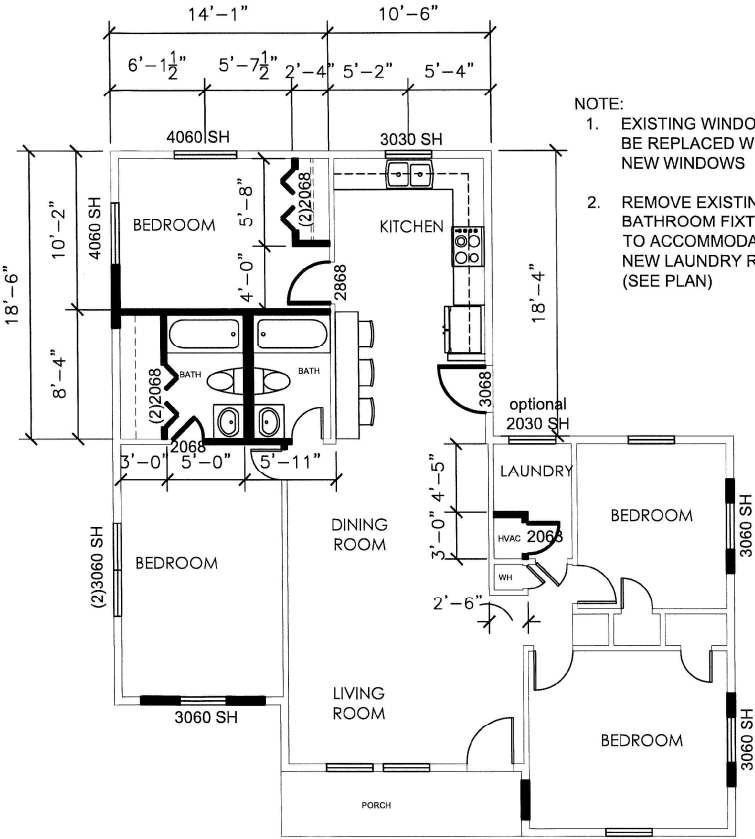 14'-1"
10'-6"
6'-1½"
5'-7½"
2'-4"
5'-2"
5'-4"
NOTE:
1. EXISTING WINDO
BE REPLACED W
NEW WINDOWS
2. REMOVE EXISTIN
BATHROOM FIXT
TO ACCOMMODA
NEW LAUNDRY R
(SEE PLAN)
4060 SH
3030 SH
18'-6"
10'-2"
4060 SH
BEDROOM
5'-8"
(2)2068
KITCHEN
4'-0"
2868
18'-4"
8'-4"
(2)2068
BATH
BATH
3068
optional
2030 SH
2068
3'-0"
5'-0"
5'-11"
4'-5"
LAUNDRY
BEDROOM
3060 SH
DINING
ROOM
3'-0"
HVAC
2068
(2)3060 SH
BEDROOM
WH
2'-6"
LIVING
ROOM
3060 SH
BEDROOM
3060 SH
PORCH